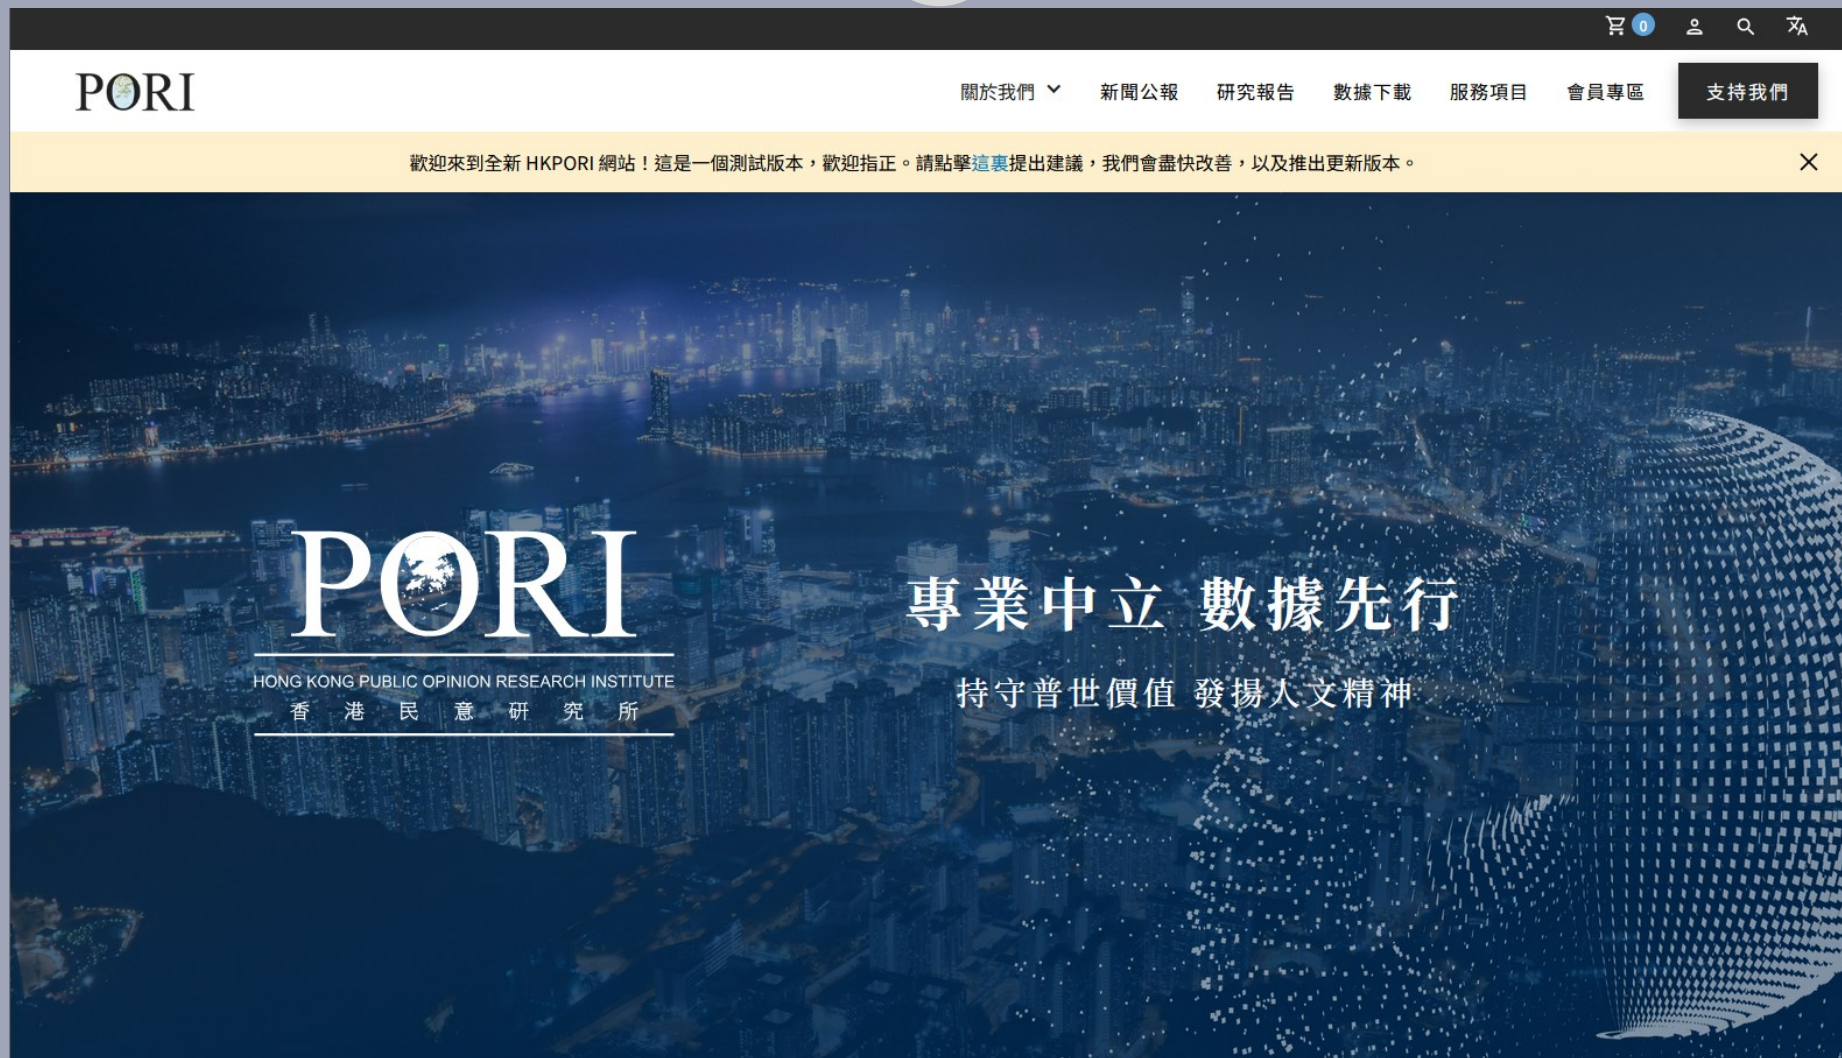 0
PORI
關於我們
新聞公報
研究報告
數據下載
服務項目
會員專區
支持我們
歡迎來到全新 HKPORI 網站！這是一個測試版本，歡迎指正。請點擊這裏提出建議，我們會盡快改善，以及推出更新版本。
PORI
HONG KONG PUBLIC OPINION RESEARCH INSTITUTE
香港民意研究所
專業中立 數據先行
持守普世價值 發揚人文精神